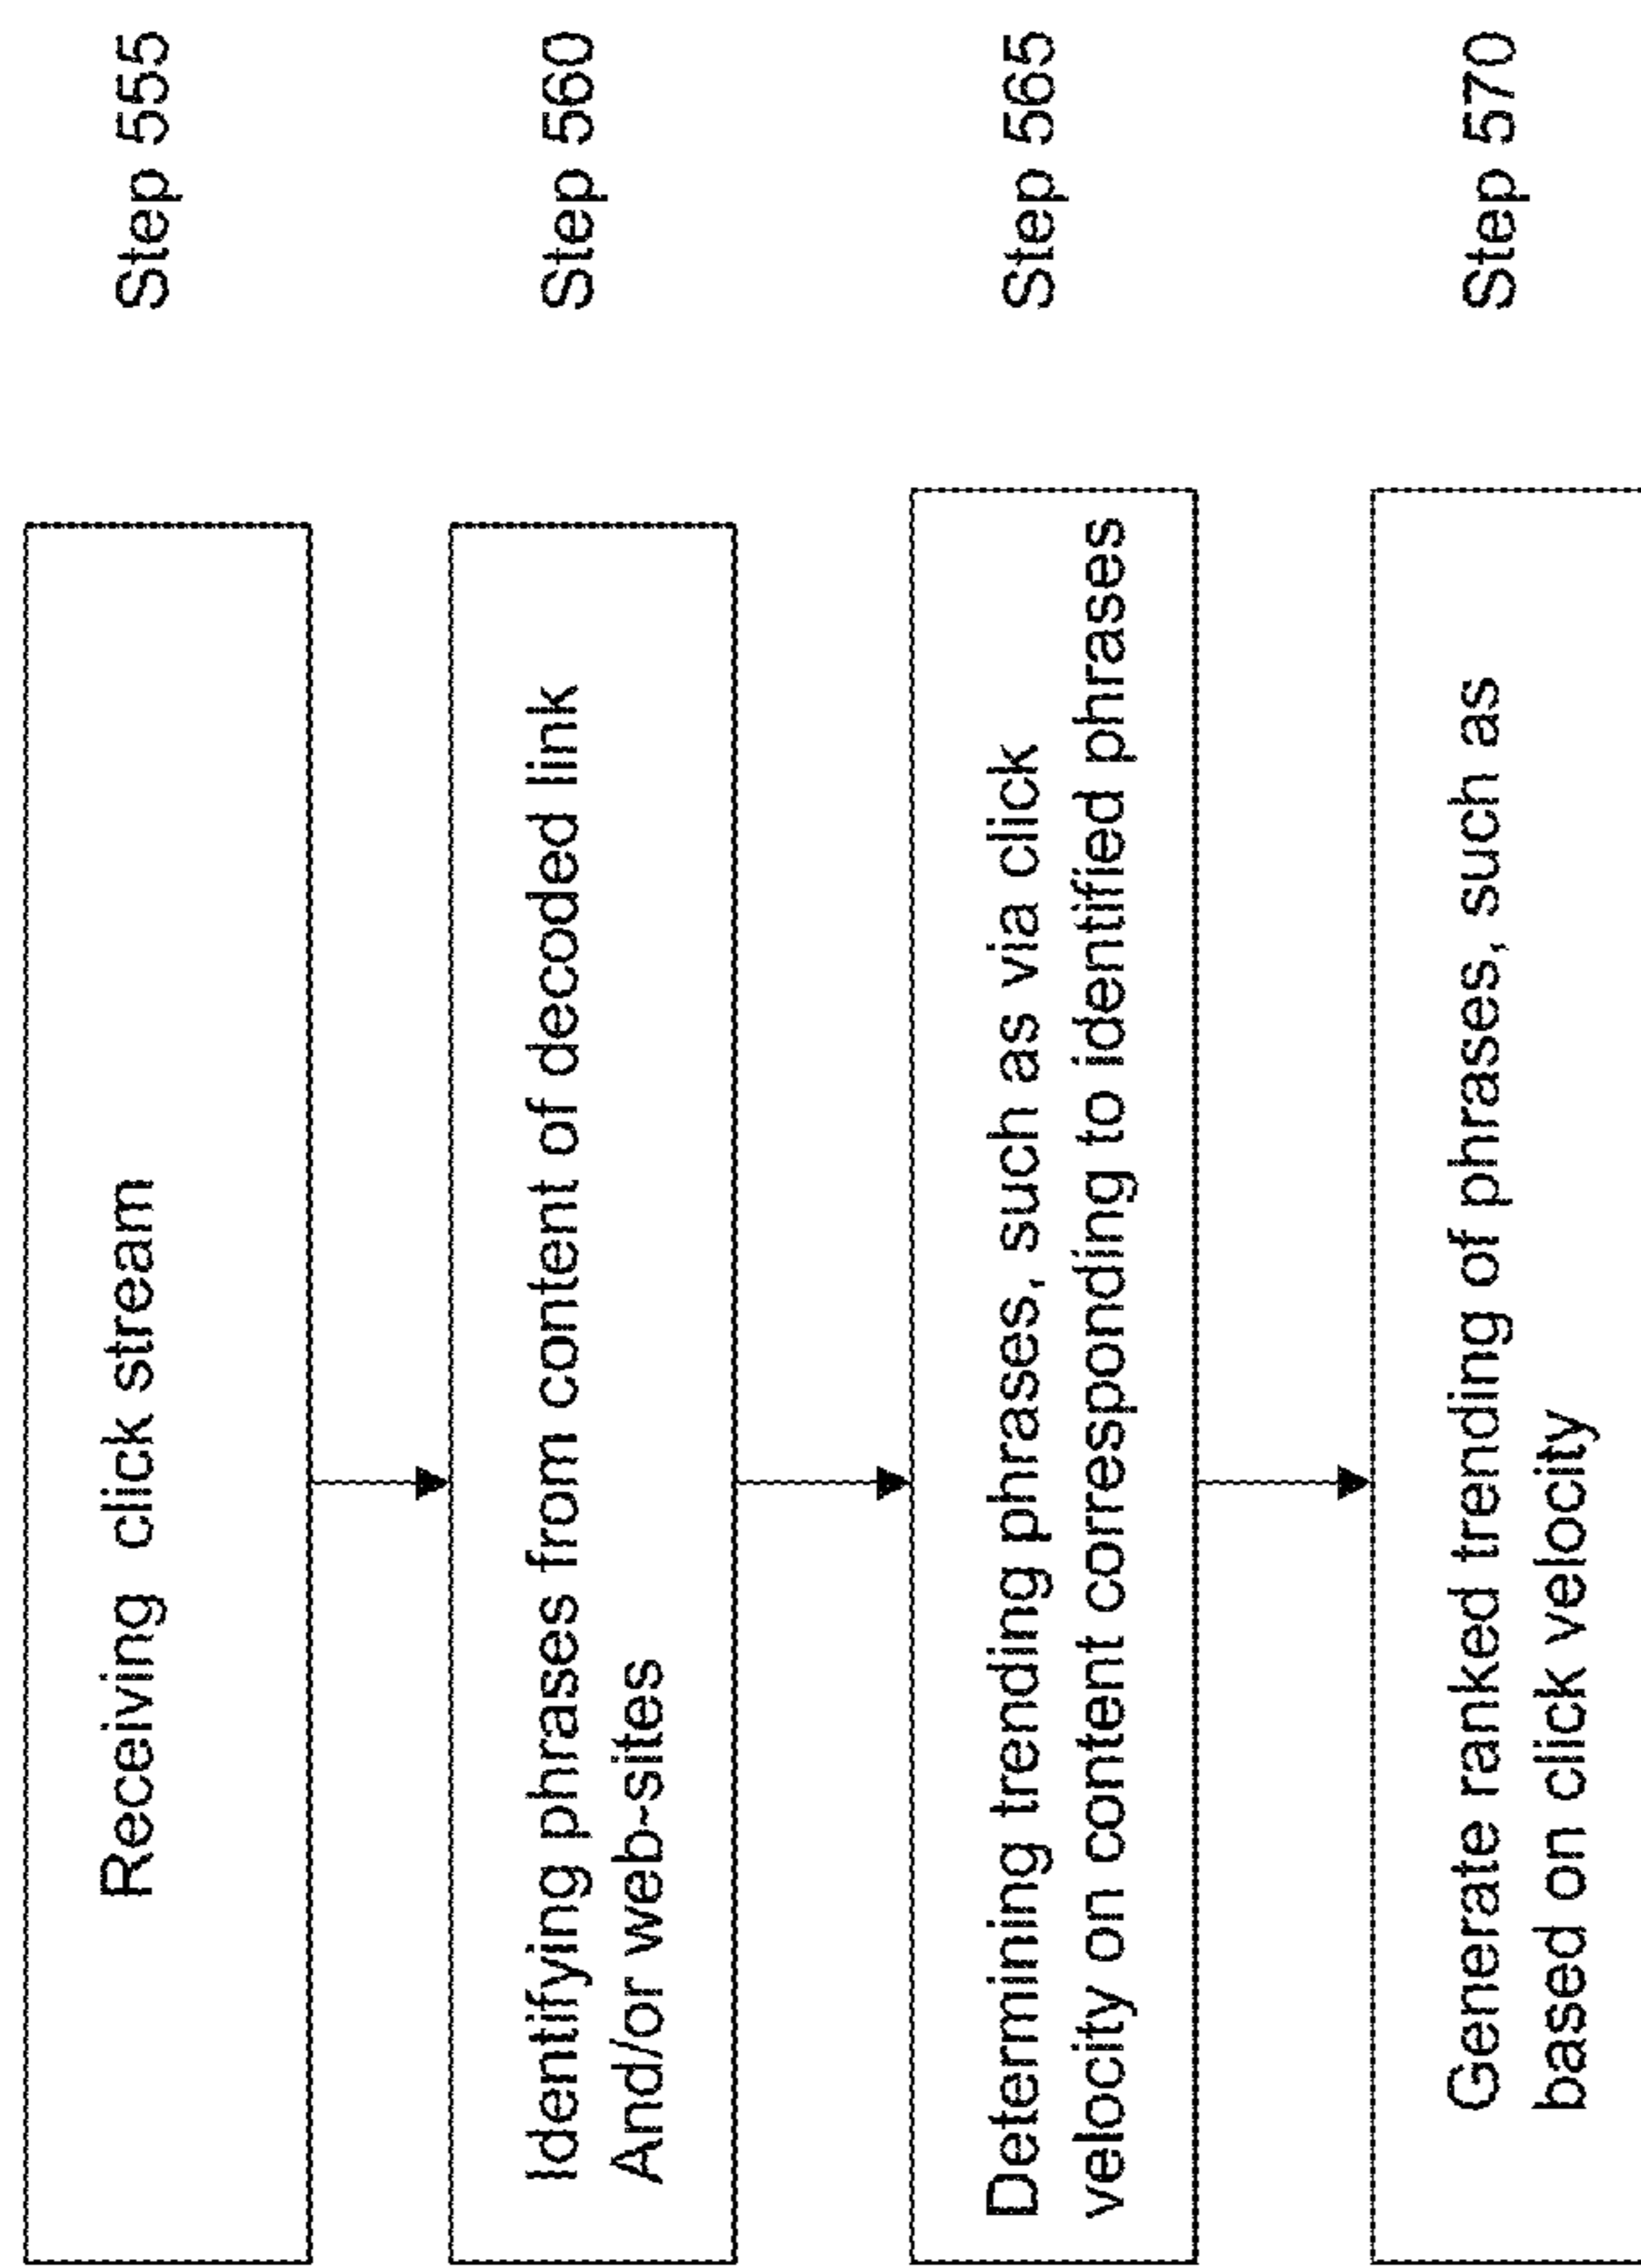 Receiving click stream
Step 555
Identifying phrases from content of decoded link
And/or web-sites
Step 560
Determining trending phrases, such as via click
velocity on content corresponding to identified phrases
Step 565
Generate ranked trending of phrases, such as
based on click velocity
Step 570